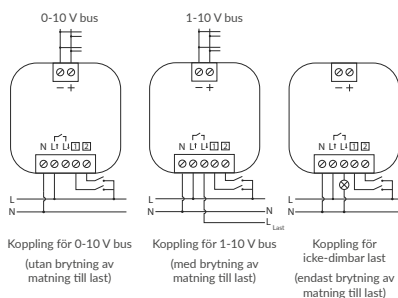 0-10 V bus
1-10 V bus
− +
− +
− +
N L↑ L↓ 1 2
N L↑ L↓ 1 2
N L↑ L↓ 1 2
L
N
N
L Last
L
N
Koppling för 0-10 V bus
(utan brytning av
matning till last)
Koppling för 1-10 V bus
(med brytning av
matning till last)
Koppling för
icke-dimbar last
(endast brytning av
matning till last)